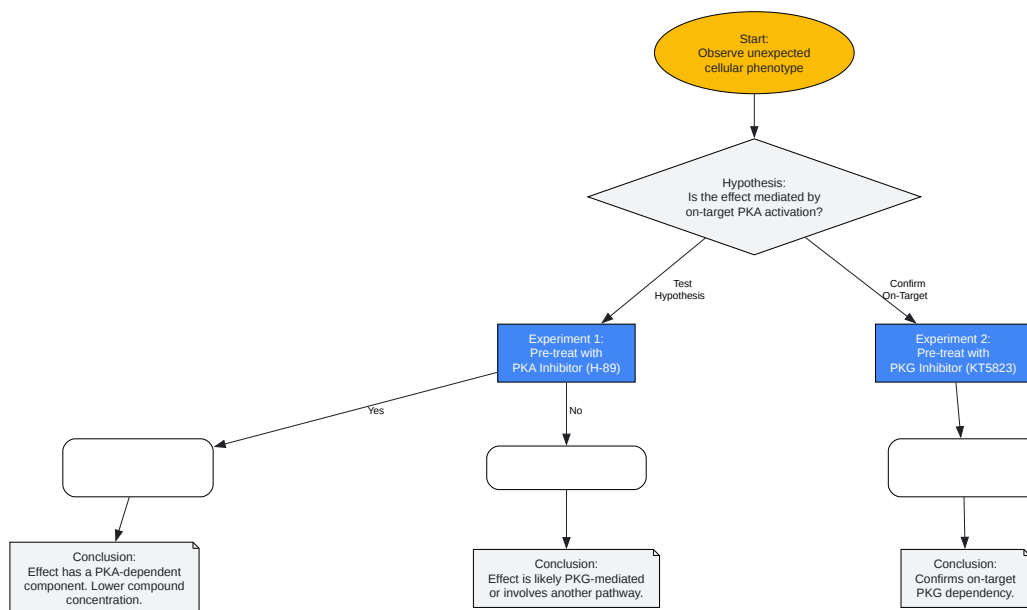 Start:
Observe unexpected
cellular phenotype
Hypothesis:
Is the effect mediated by
on-target PKA activation?
Test
Hypothesis
Confirm
On-Target
Experiment 1:
Pre-treat with
PKA Inhibitor (H-89)
Experiment 2:
Pre-treat with
PKG Inhibitor (KT5823)
Yes
No
Conclusion:
Effect has a PKA-dependent
component. Lower compound
concentration.
Conclusion:
Effect is likely PKG-mediated
or involves another pathway.
Conclusion:
Confirms on-target
PKG dependency.